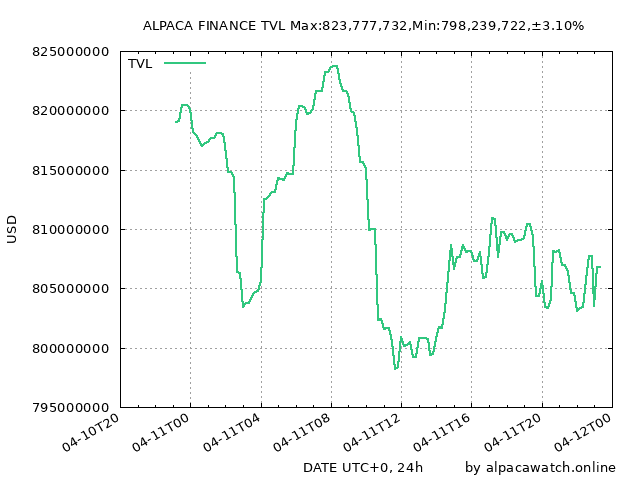 ALPACA FINANCE TVL Max:823,777,732,Min:798,239,722,±3.10%
TVL
825000000
820000000
815000000
810000000
805000000
800000000
795000000
USD
04-10T20
04-11T00
04-11T04
04-11T08
04-11T12
04-11T16
04-11T20
04-12T00
DATE UTC+0, 24h
by alpacawatch.online